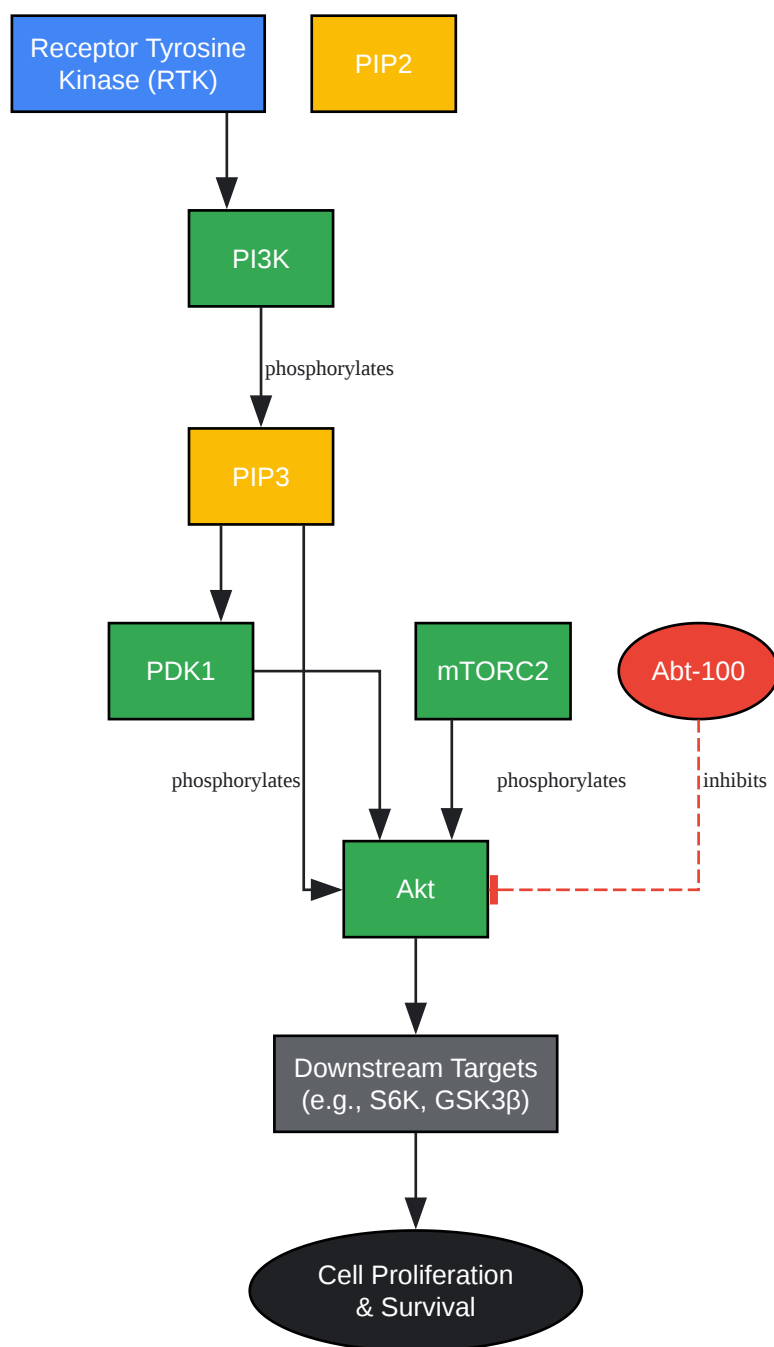 Receptor Tyrosine
Kinase (RTK)
PIP2
PI3K
phosphorylates
PIP3
PDK1
mTORC2
Abt-100
phosphorylates
phosphorylates
inhibits
Akt
Downstream Targets
(e.g., S6K, GSK3β)
Cell Proliferation
& Survival